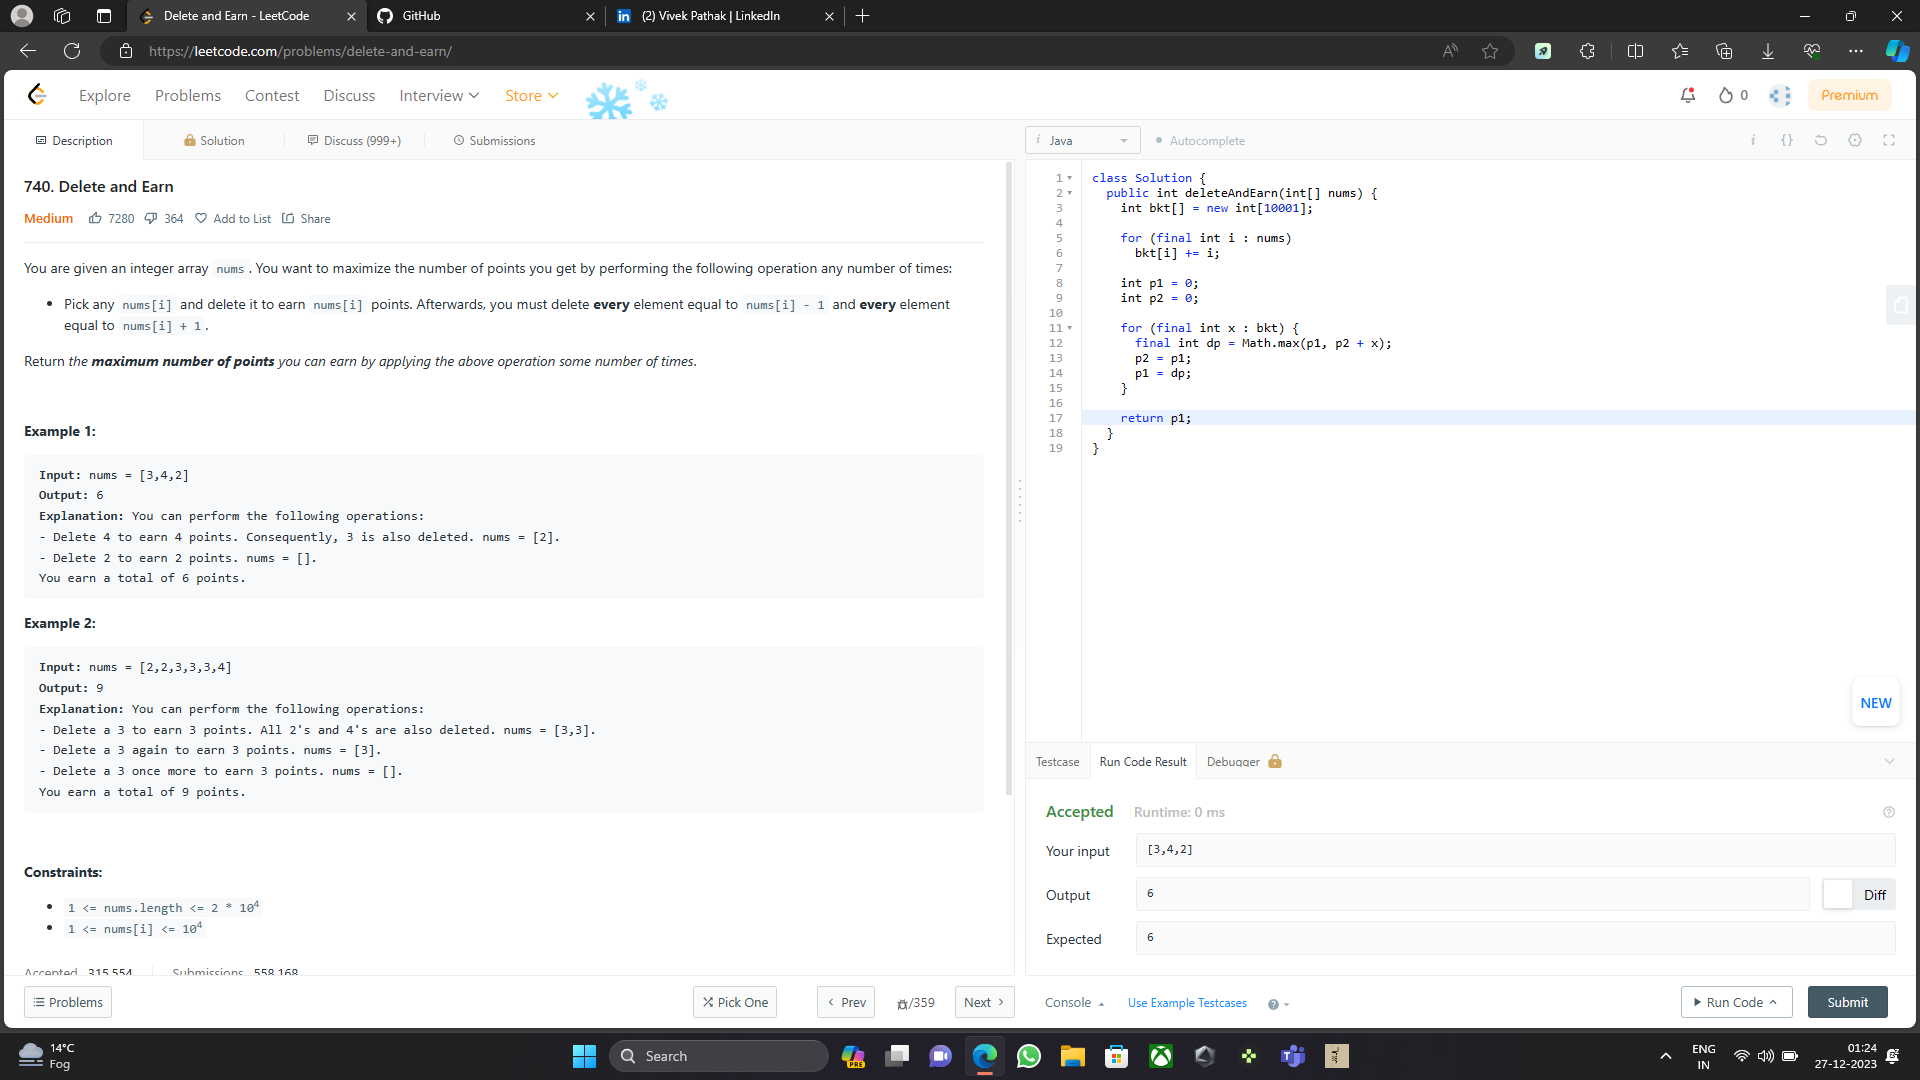 Delete and Earn - LeetCode
GitHub
(2) Vivek Pathak | LinkedIn
https://leetcode.com/problems/delete-and-earn/
Explore
Problems
Contest
Discuss
Interview
Store
0
Premium
Description
Solution
Discuss (999+)
Submissions
i Java
Autocomplete
740. Delete and Earn
Medium 7280 364 Add to List Share
You are given an integer array nums . You want to maximize the number of points you get by performing the following operation any number of times:
• Pick any nums[i] and delete it to earn nums[i] points. Afterwards, you must delete every element equal to nums[i] - 1 and every element
equal to nums[i] + 1 .
Return the maximum number of points you can earn by applying the above operation some number of times.
Example 1:
Input: nums = [3,4,2]
Output: 6
Explanation: You can perform the following operations:
- Delete 4 to earn 4 points. Consequently, 3 is also deleted. nums = [2].
- Delete 2 to earn 2 points. nums = [].
You earn a total of 6 points.
Example 2:
Input: nums = [2,2,3,3,3,4]
Output: 9
Explanation: You can perform the following operations:
- Delete a 3 to earn 3 points. All 2's and 4's are also deleted. nums = [3,3].
- Delete a 3 again to earn 3 points. nums = [3].
- Delete a 3 once more to earn 3 points. nums = [].
You earn a total of 9 points.
Constraints:
• 1 <= nums.length <= 2 * 10⁴
• 1 <= nums[i] <= 10⁴
Accepted 315,554 Submissions 558,168
Problems
Pick One
Prev
/359
Next
1 class Solution {
2 public int deleteAndEarn(int[] nums) {
3 int bkt[] = new int[10001];
4
5 for (final int i : nums)
6 bkt[i] += i;
7
8 int p1 = 0;
9 int p2 = 0;
10
11 for (final int x : bkt) {
12 final int dp = Math.max(p1, p2 + x);
13 p2 = p1;
14 p1 = dp;
15 }
16
17 return p1;
18 }
19 }
NEW
Testcase
Run Code Result
Debugger
Accepted Runtime: 0 ms
Your input [3,4,2]
Output 6 Diff
Expected 6
Console
Use Example Testcases
Run Code
Submit
14°C
Fog
Search
PRE
ENG
IN
01:24
27-12-2023